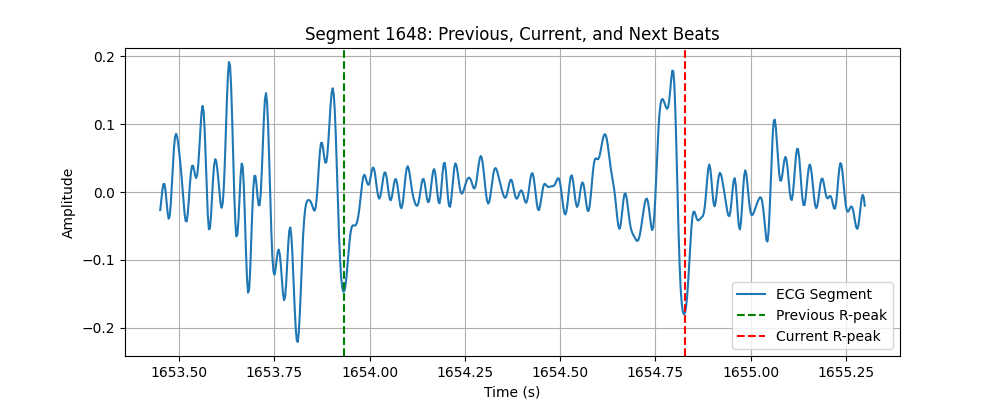 Segment 1648: Previous, Current, and Next Beats
0.2
0.1
0.0
−0.1
−0.2
Amplitude
1653.50 1653.75 1654.00 1654.25 1654.50 1654.75 1655.00 1655.25
Time (s)
ECG Segment
Previous R-peak
Current R-peak